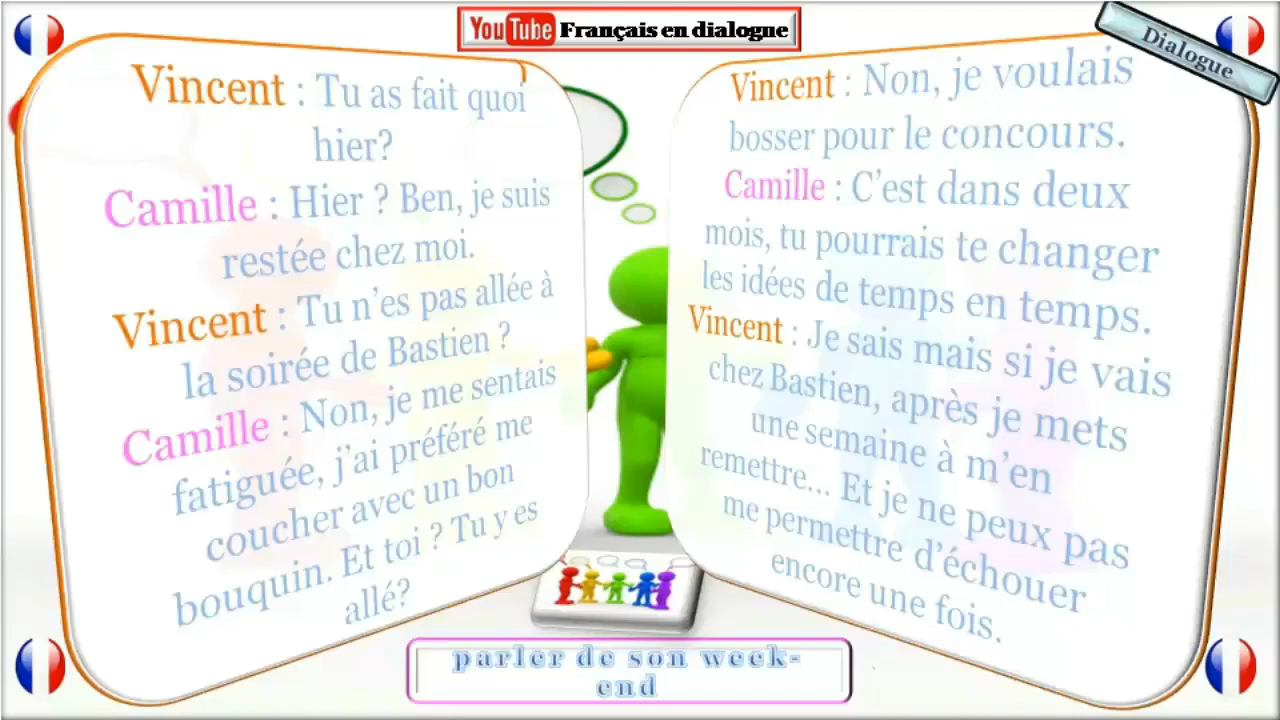 YouTube Français en dialogue
Dialogue
Vincent : Tu as fait quoi
hier?
Camille : Hier ? Ben, je suis
restée chez moi.
Vincent : Tu n’es pas allée à
la soirée de Bastien ?
Camille : Non, je me sentais
fatiguée, j’ai préféré me
coucher avec un bon
bouquin. Et toi ? Tu y es
allé?
Vincent : Non, je voulais
bosser pour le concours.
Camille : C’est dans deux
mois, tu pourrais te changer
les idées de temps en temps.
Vincent : Je sais mais si je vais
chez Bastien, après je mets
une semaine à m’en
remettre... Et je ne peux pas
me permettre d’échouer
encore une fois.
parler de son week-
end